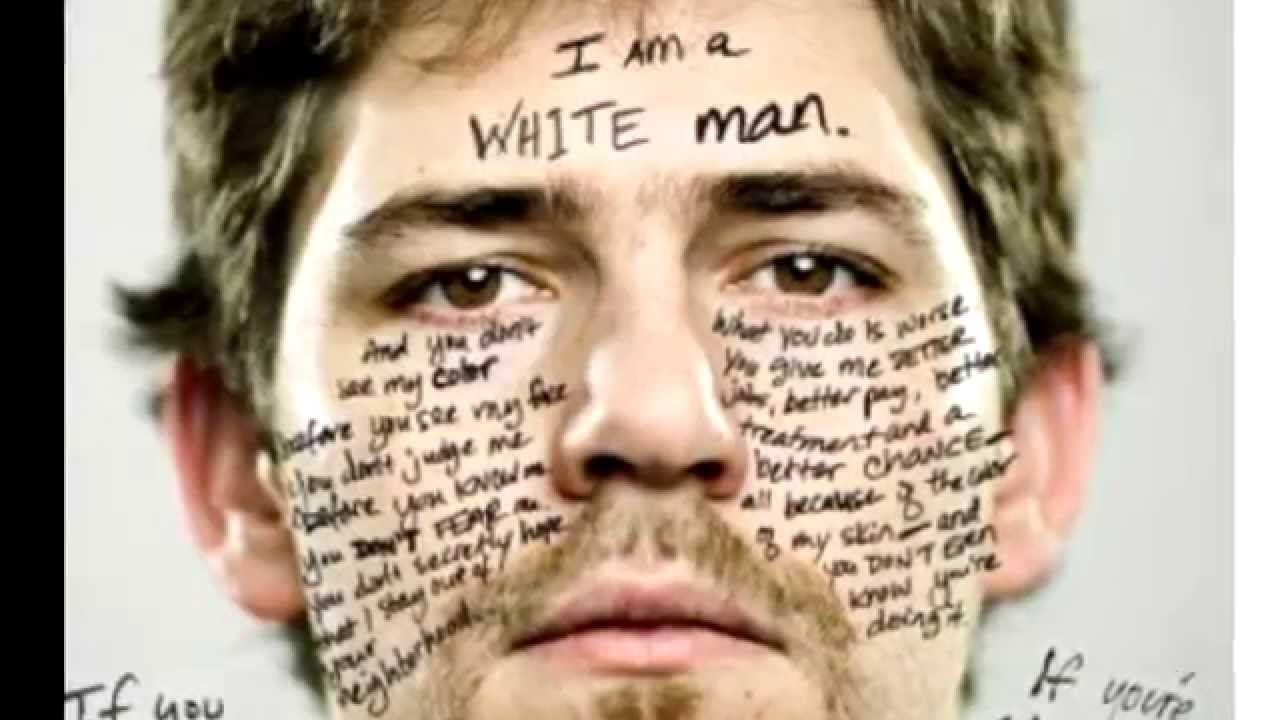 I Am a
WHITE man.
And you don't
see my color
before you see my face
You don't judge me
before you KNOW me
you DON'T FEAR me
you don't secretly hope
that I stay out of
your
neighborhood...
What you do is worse
You give me BETTER
jobs, better pay, better
treatment and a
better CHANCE—
all because of the color
of my skin—and
you DON'T EVEN
know you're
doing it.
If you
If you're